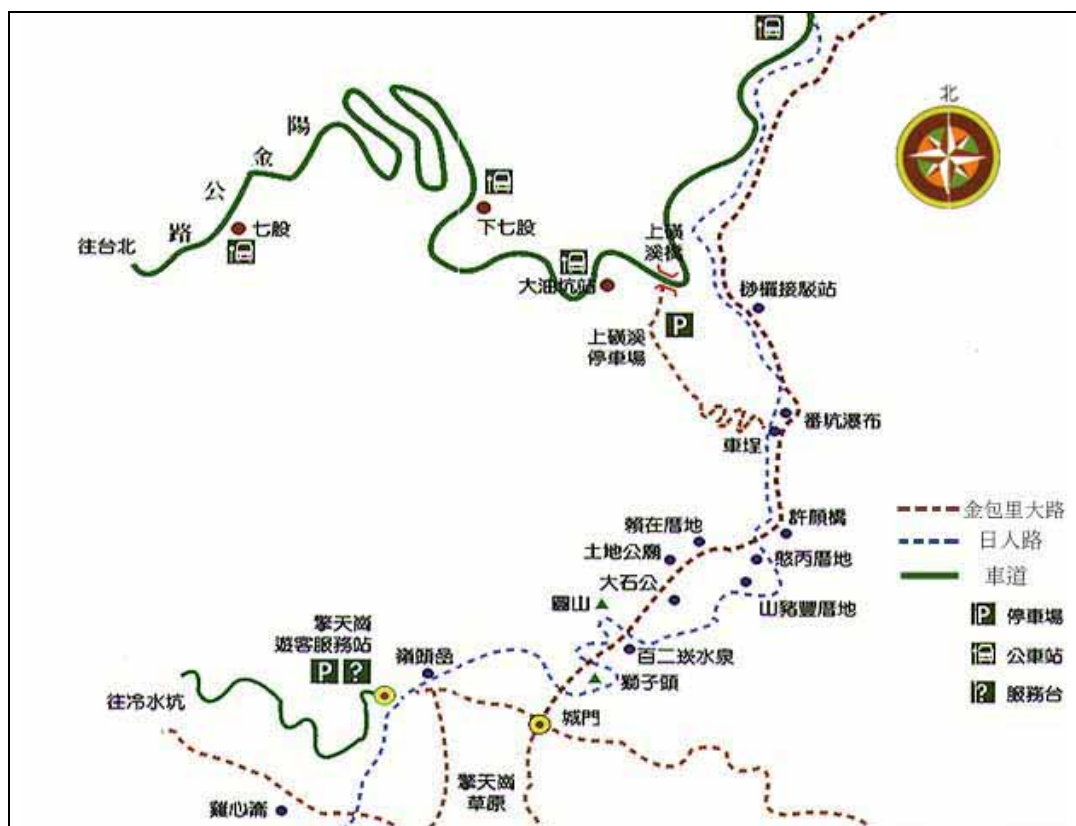 北
陽
金
公
路
七股
往台北
下七股
上磺
溪橋
大油坑站
P
上磺溪
停車場
桫欏接駁站
番坑瀑布
車埕
許顏橋
賴在厝地
土地公廟
憨丙厝地
大石公
圓山
山豬豐厝地
擎天崗
遊客服務站
P ?
嶺頭喦
百二崁水泉
獅子頭
往冷水坑
城門
擎天崗
草原
雞心崙
金包里大路
日人路
車道
P 停車場
公車站
? 服務台